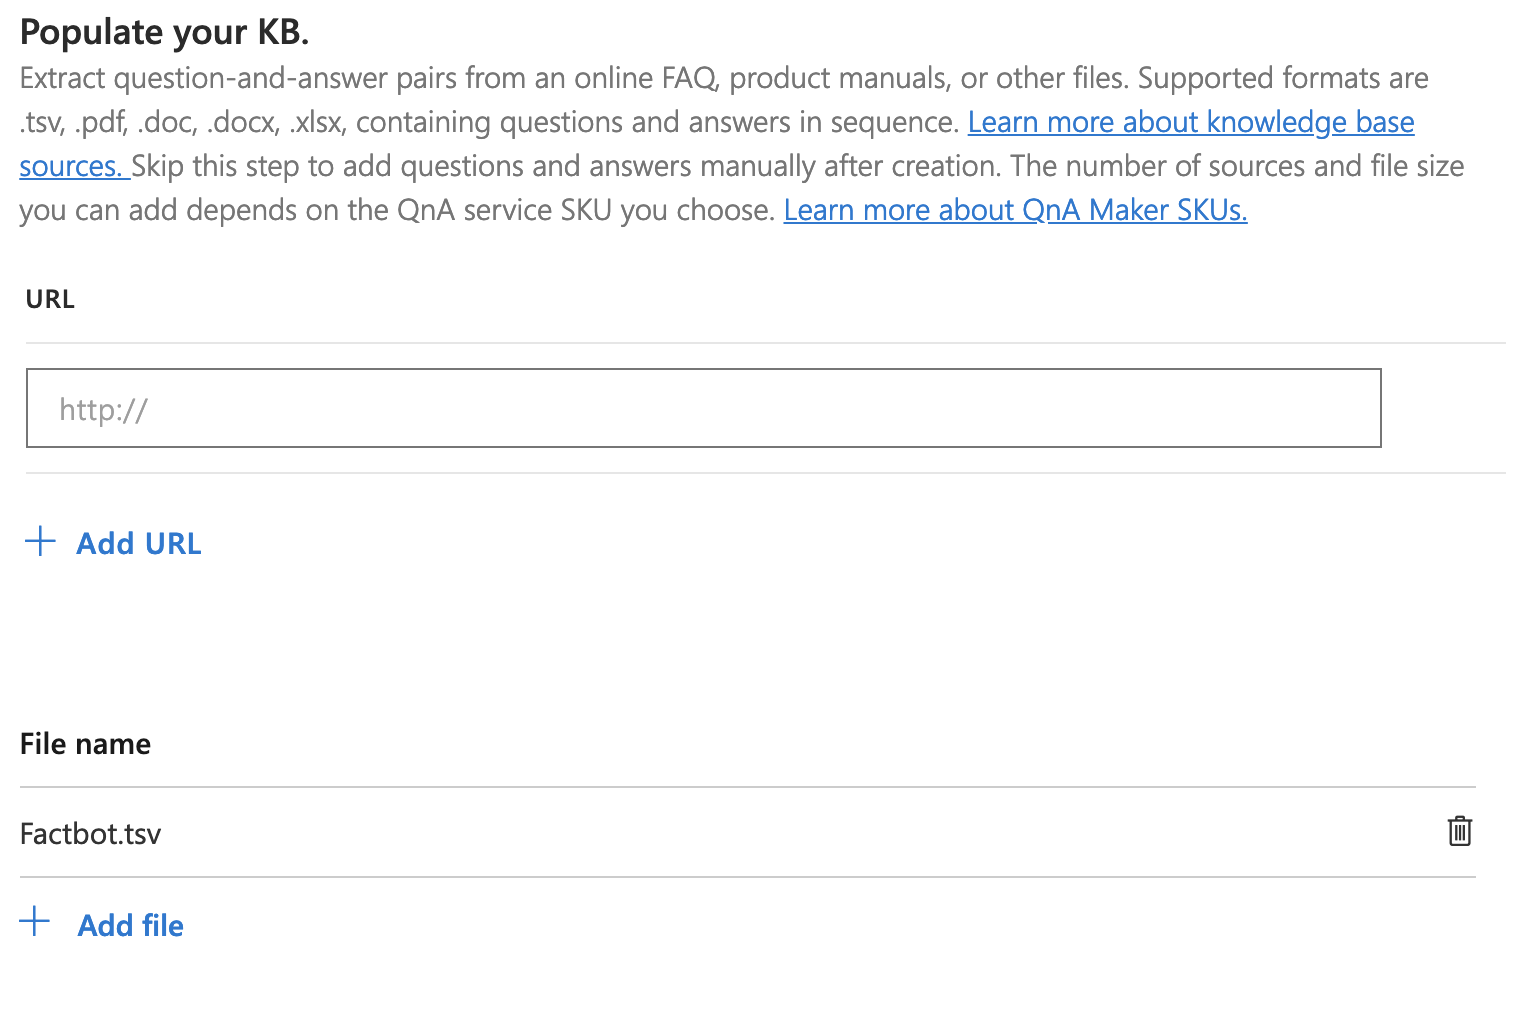 Populate your KB.
Extract question-and-answer pairs from an online FAQ, product manuals, or other files. Supported formats are
.tsv, .pdf, .doc, .docx, .xlsx, containing questions and answers in sequence. Learn more about knowledge base
sources. Skip this step to add questions and answers manually after creation. The number of sources and file size
you can add depends on the QnA service SKU you choose. Learn more about QnA Maker SKUs.
URL
http://
Add URL
File name
Factbot.tsv
Add file